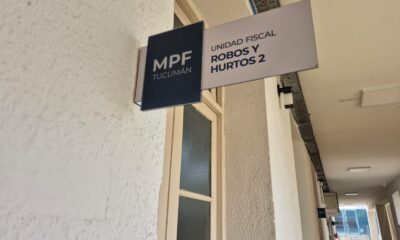 MPF
TUCUMÁN
UNIDAD FISCAL
ROBOS Y
HURTOS 2